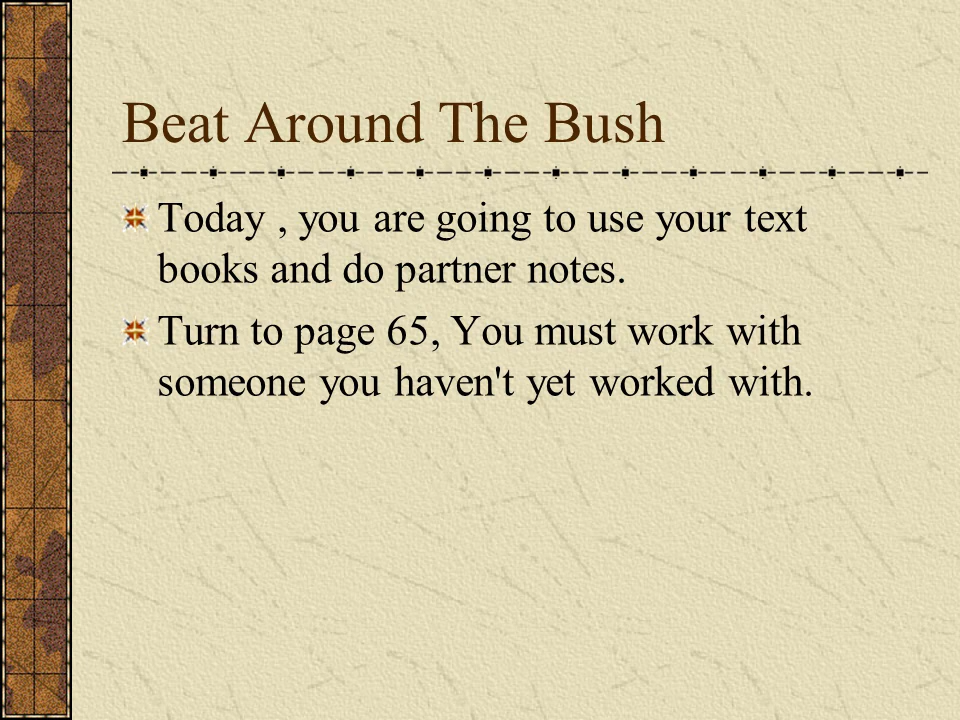 Beat Around The Bush
Today , you are going to use your text
books and do partner notes.
Turn to page 65, You must work with
someone you haven't yet worked with.